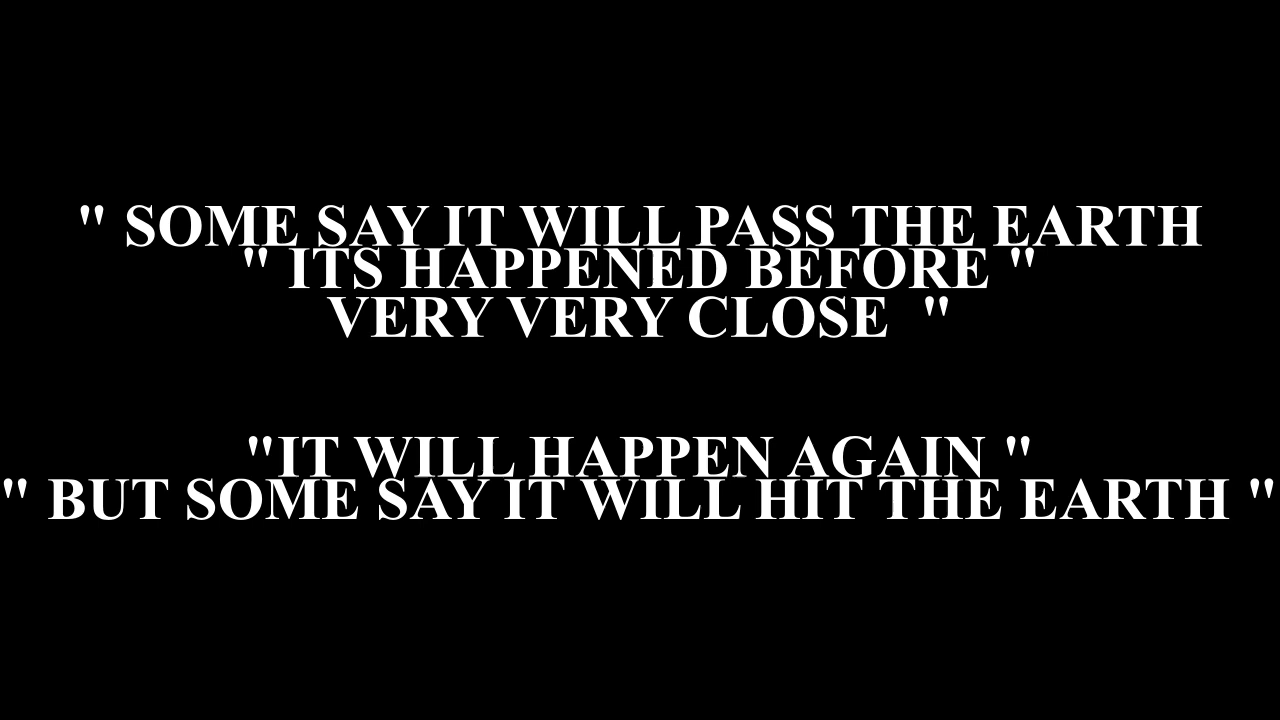 " SOME SAY IT WILL PASS THE EARTH
" ITS HAPPENED BEFORE "
VERY VERY CLOSE  "
"IT WILL HAPPEN AGAIN "
" BUT SOME SAY IT WILL HIT THE EARTH "